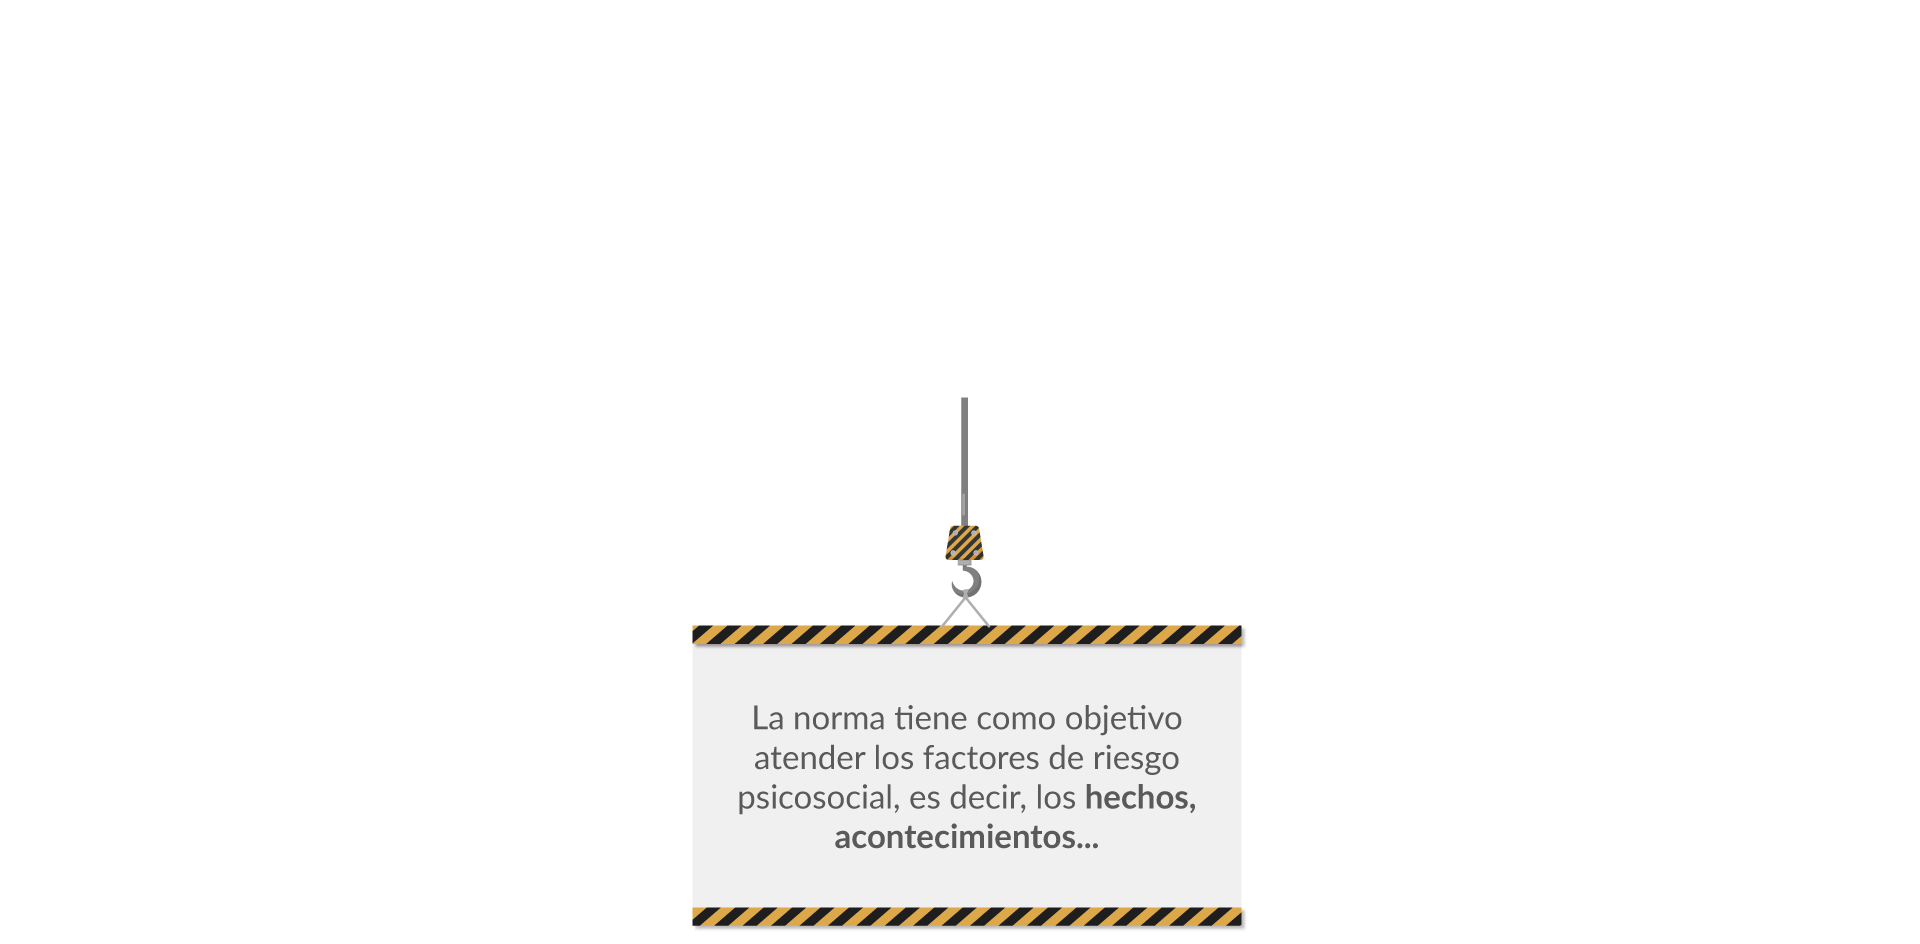 La norma tiene como objetivo
atender los factores de riesgo
psicosocial, es decir, los hechos,
acontecimientos...